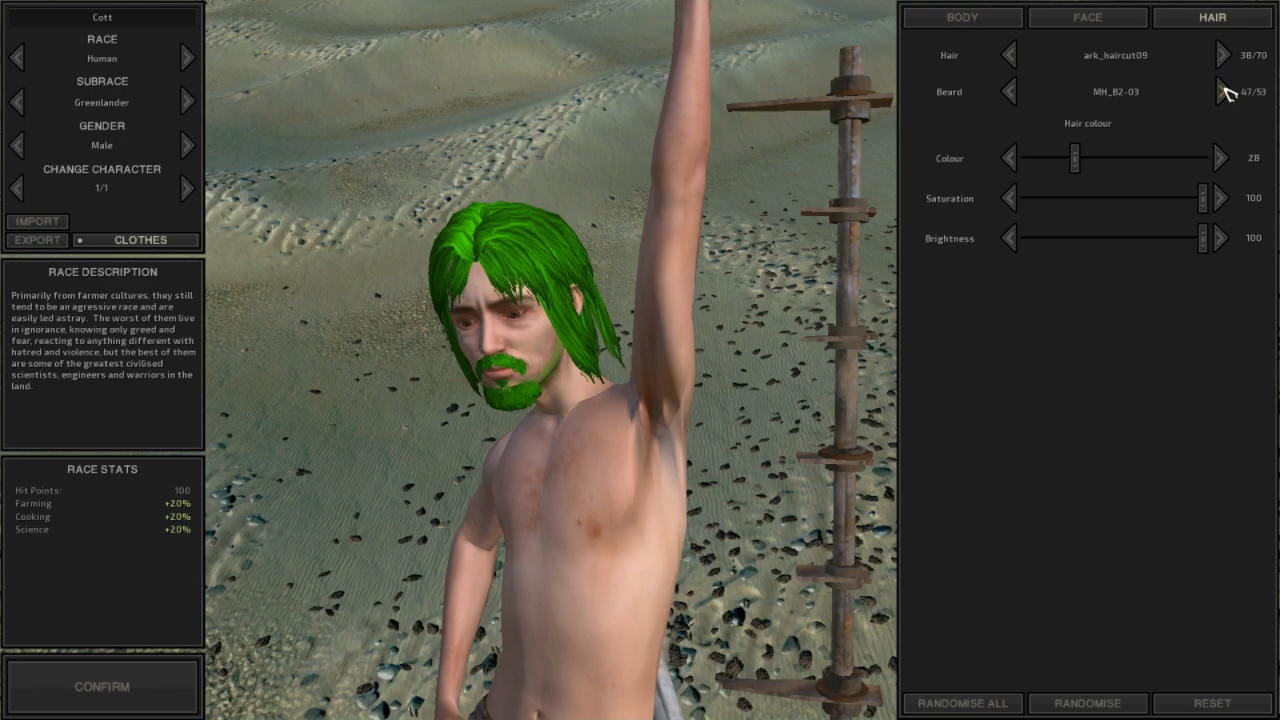 Cott
RACE
Human
SUBRACE
Greenlander
GENDER
Male
CHANGE CHARACTER
1/1
IMPORT
EXPORT
CLOTHES
RACE DESCRIPTION
Primarily from farmer cultures, they still
tend to be an agressive race and are
easily led astray. The worst of them live
in ignorance, knowing only greed and
fear, reacting to anything different with
hatred and violence, but the best of them
are some of the greatest civilised
scientists, engineers and warriors in the
land.
RACE STATS
Hit Points: 100
Farming +20%
Cooking +20%
Science +20%
CONFIRM
BODY FACE HAIR
Hair ark_haircut09 38/70
Beard MH_B2-03 47/53
Hair colour
Colour 28
Saturation 100
Brightness 100
RANDOMISE ALL RANDOMISE RESET